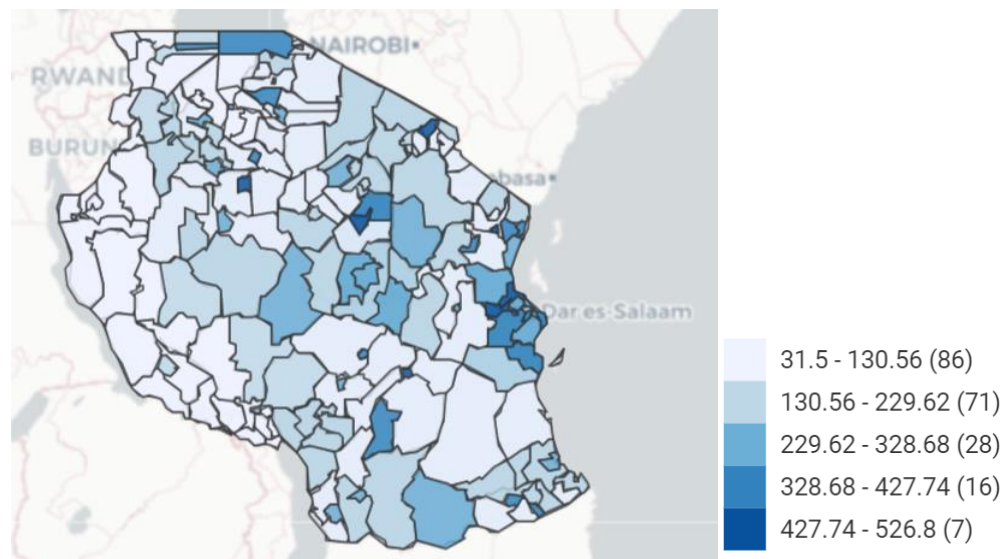 NAIROBI
RWAND
BURUN
abasa
Dar es-Salaam
31.5 - 130.56 (86)
130.56 - 229.62 (71)
229.62 - 328.68 (28)
328.68 - 427.74 (16)
427.74 - 526.8 (7)